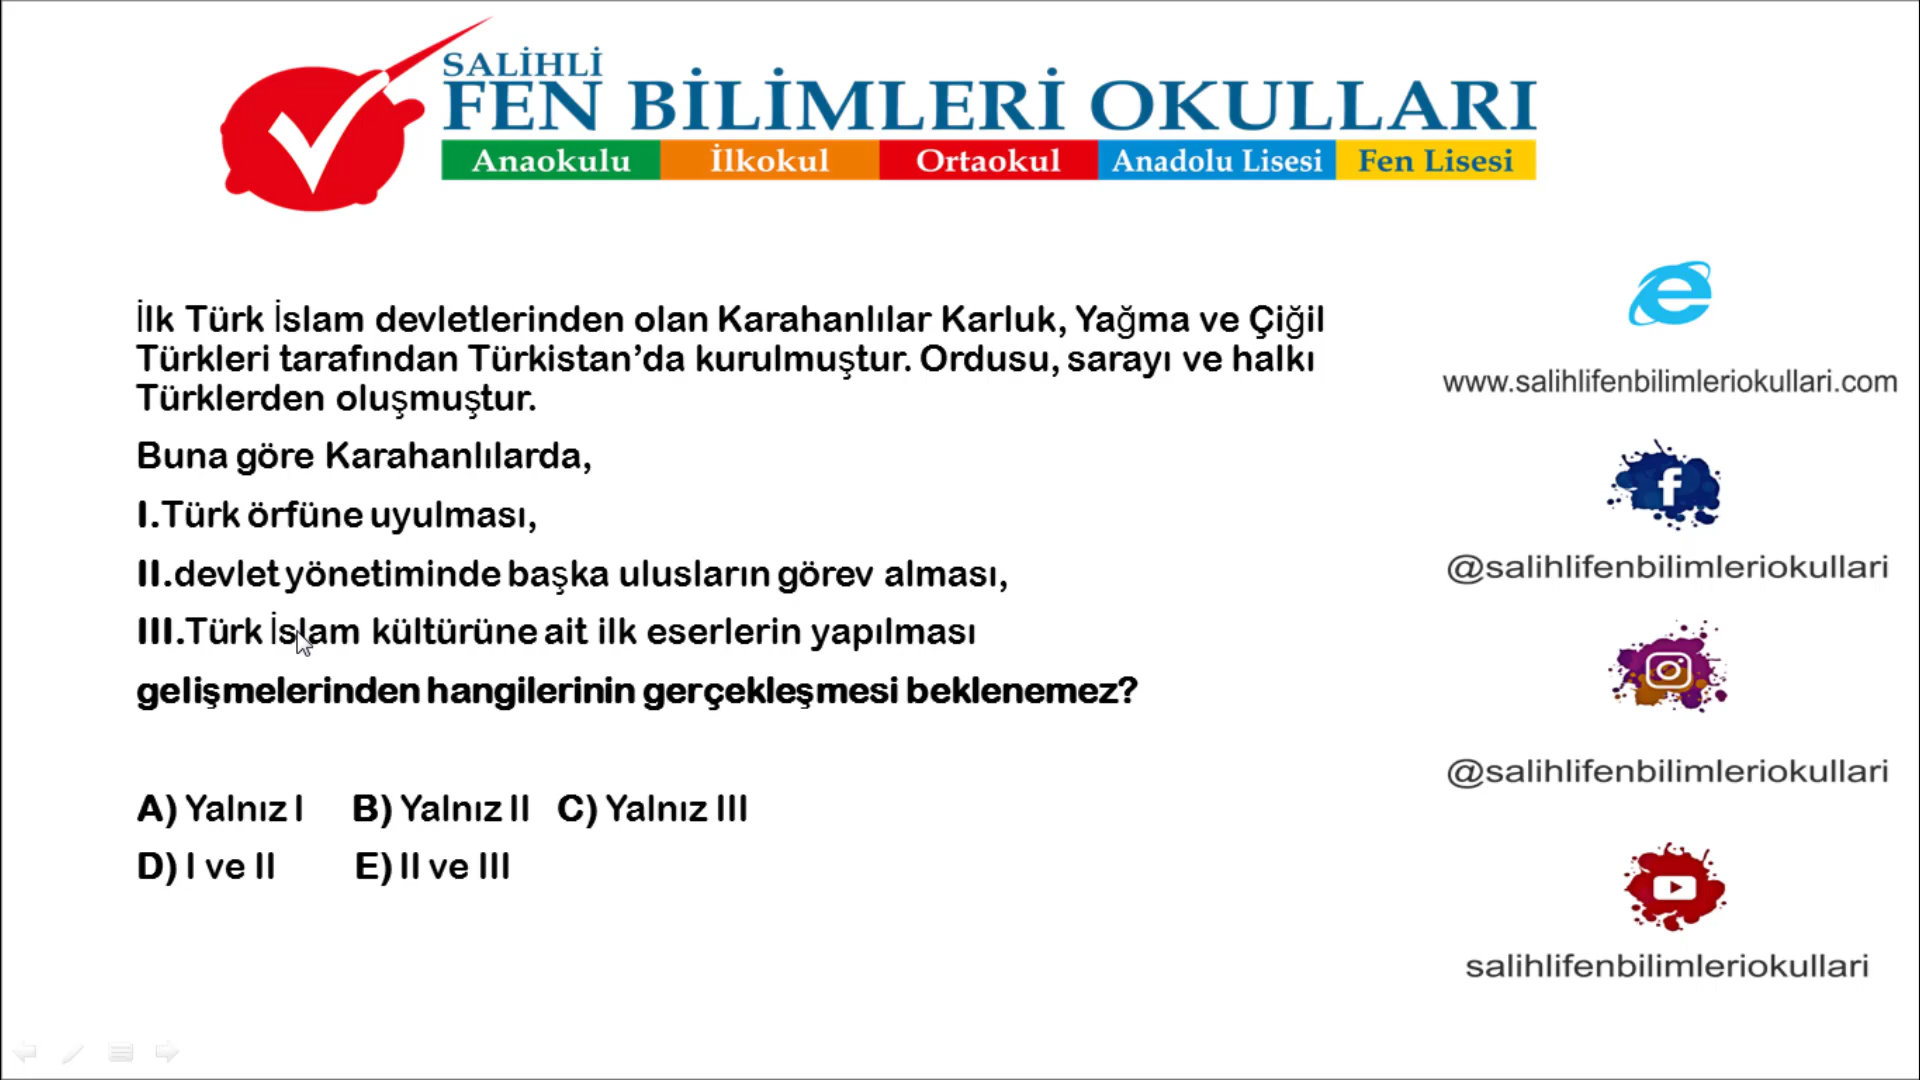 SALİHLİ
FEN BİLİMLERİ OKULLARI
Anaokulu İlkokul Ortaokul Anadolu Lisesi Fen Lisesi
İlk Türk İslam devletlerinden olan Karahanlılar Karluk, Yağma ve Çiğil
Türkleri tarafından Türkistan’da kurulmuştur. Ordusu, sarayı ve halkı
Türklerden oluşmuştur.
Buna göre Karahanlılarda,
I.Türk örfüne uyulması,
II.devlet yönetiminde başka ulusların görev alması,
III.Türk İslam kültürüne ait ilk eserlerin yapılması
gelişmelerinden hangilerinin gerçekleşmesi beklenemez?
A) Yalnız I B) Yalnız II C) Yalnız III
D) I ve II E) II ve III
www.salihlifenbilimleriokullari.com
@salihlifenbilimleriokullari
@salihlifenbilimleriokullari
salihlifenbilimleriokullari